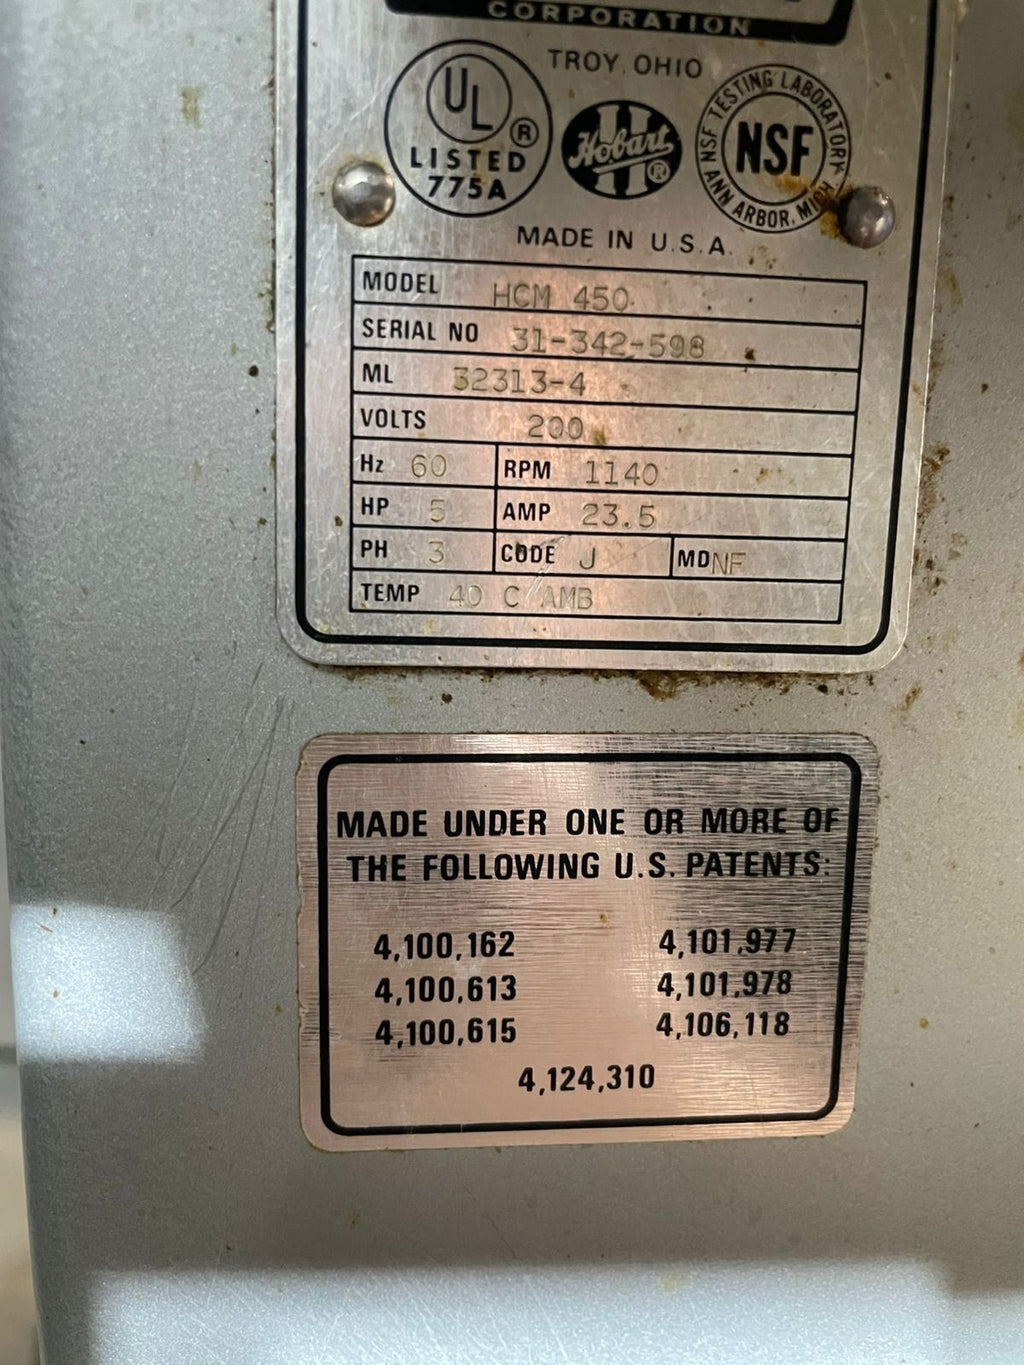 CORPORATION
TROY, OHIO
UL ®
LISTED
775A
Hobart ®
NSF TESTING LABORATORY
NSF
ANN ARBOR, MICH
MADE IN U.S.A.
MODEL HCM 450
SERIAL NO 31-342-598
ML 32313-4
VOLTS 200
Hz 60 RPM 1140
HP 5 AMP 23.5
PH 3 CODE J MD NF
TEMP 40 C AMB
MADE UNDER ONE OR MORE OF
THE FOLLOWING U.S. PATENTS:
4,100,162 4,101,977
4,100,613 4,101,978
4,100,615 4,106,118
4,124,310